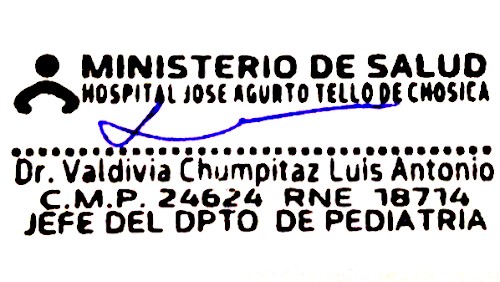 MINISTERIO DE SALUD
HOSPITAL JOSE AGURTO TELLO DE CHOSICA
Dr. Valdivia Chumpitaz Luis Antonio
C.M.P. 24624 RNE 18714
JEFE DEL DPTO DE PEDIATRIA